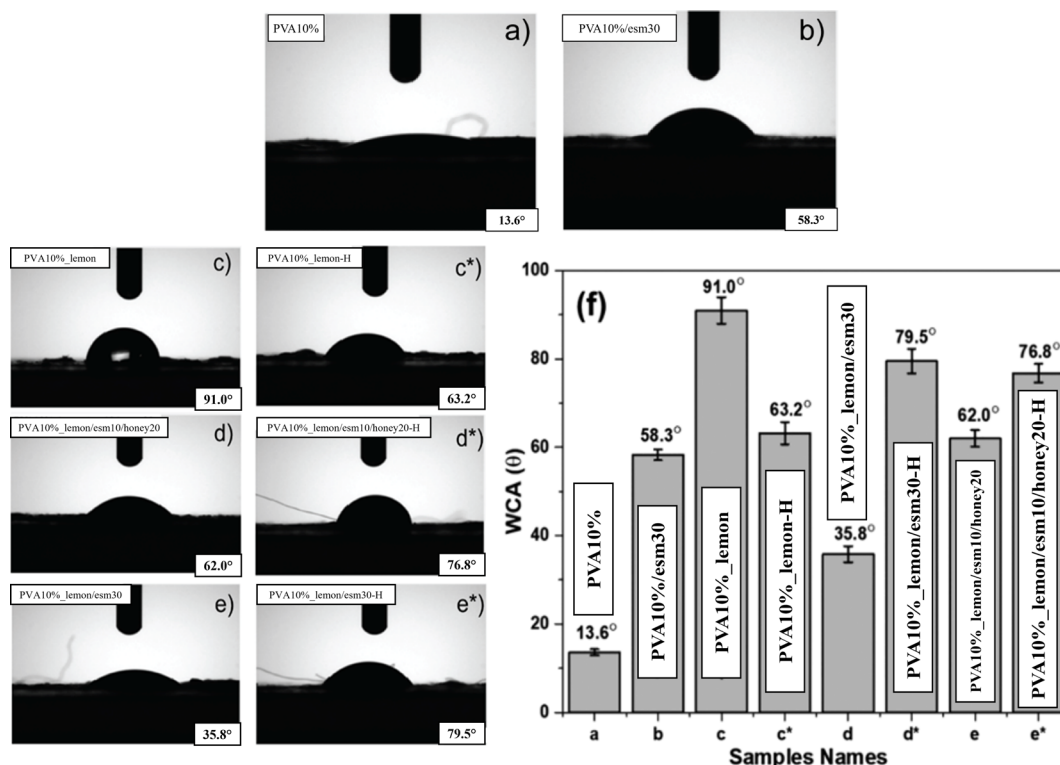 PVA10%
a)
13.6°
PVA10%/esm30
b)
58.3°
PVA10%_lemon
c)
91.0°
PVA10%_lemon-H
c*)
63.2°
PVA10%_lemon/esm10/honey20
d)
62.0°
PVA10%_lemon/esm10/honey20-H
d*)
76.8°
PVA10%_lemon/esm30
e)
35.8°
PVA10%_lemon/esm30-H
e*)
79.5°
(f)
WCA (θ)
100
80
60
40
20
0
13.6°
PVA10%
58.3°
PVA10%/esm30
91.0°
PVA10%_lemon
63.2°
PVA10%_lemon-H
PVA10%_lemon/esm30
35.8°
79.5°
PVA10%_lemon/esm30-H
62.0°
PVA10%_lemon/esm10/honey20
76.8°
PVA10%_lemon/esm10/honey20-H
a b c c* d d* e e*
Samples Names